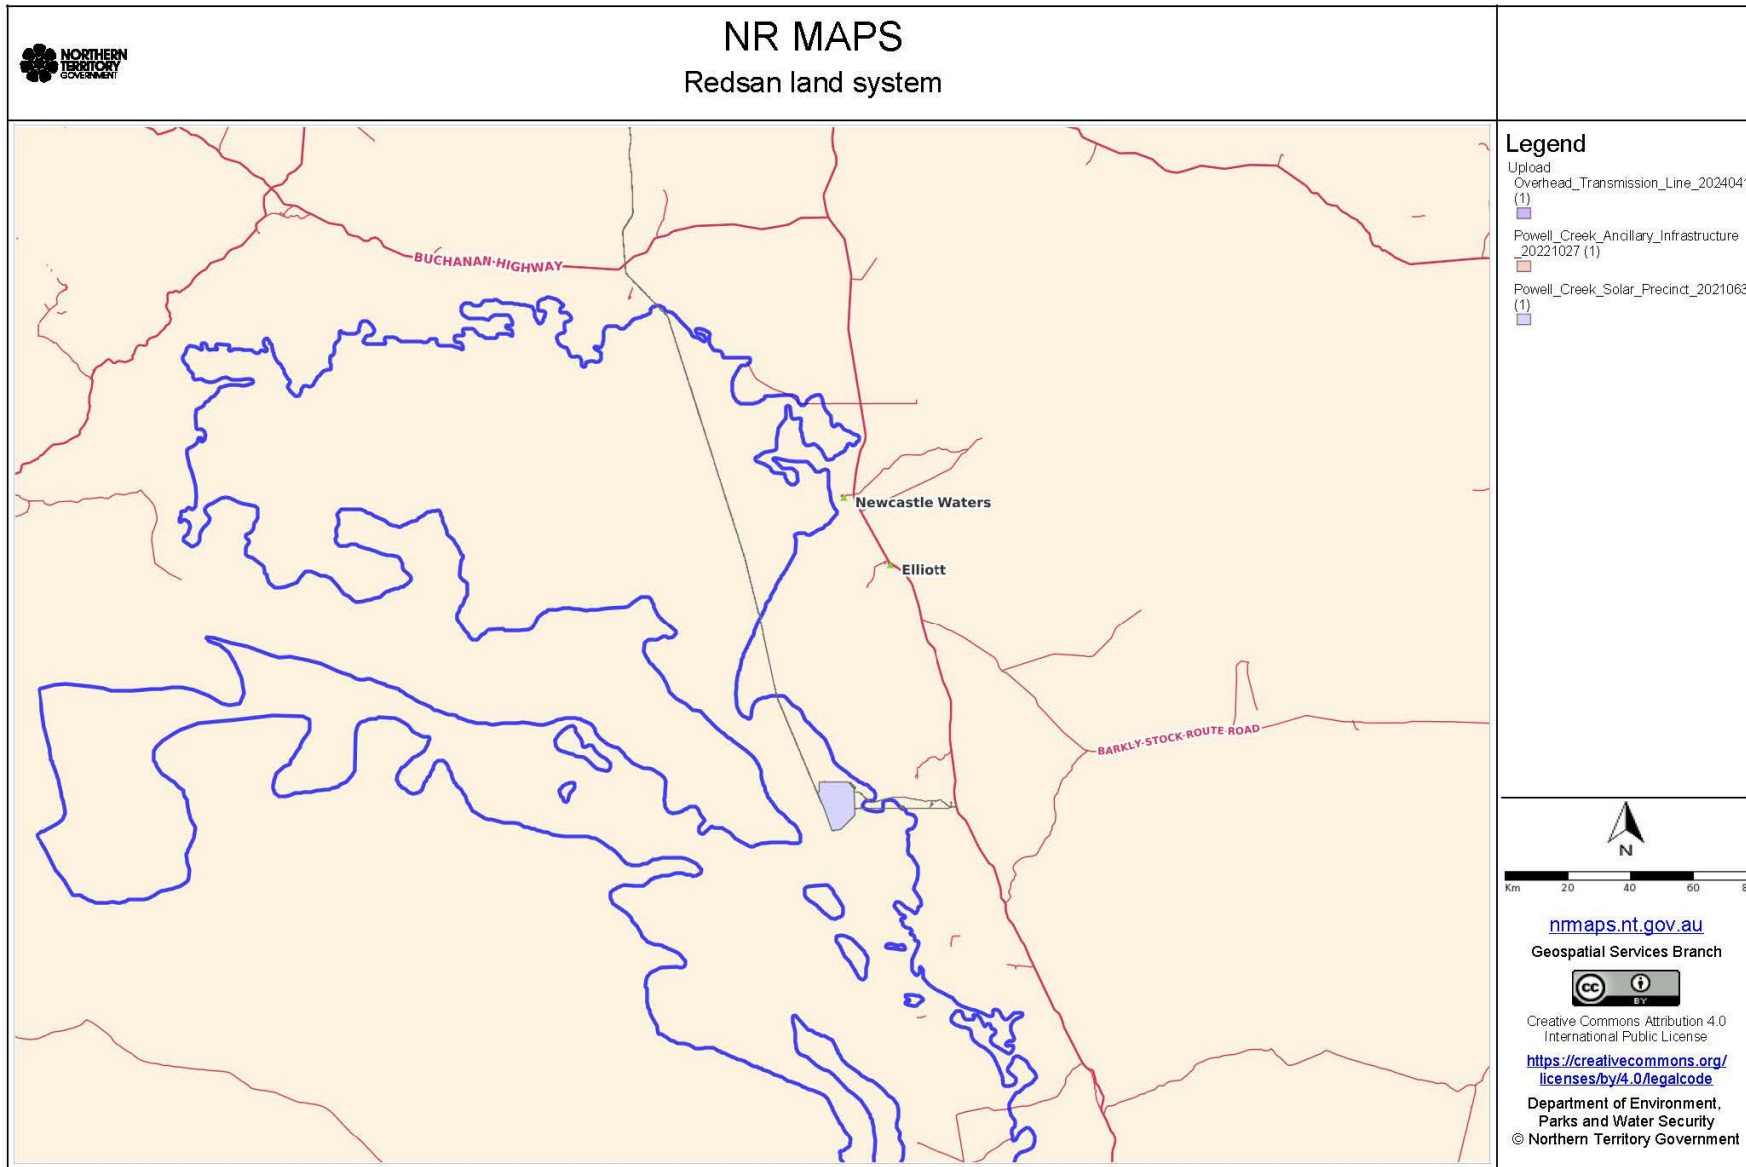 NORTHERN
TERRITORY
GOVERNMENT
NR MAPS
Redsan land system
BUCHANAN HIGHWAY
Newcastle Waters
Elliott
BARKLY STOCK ROUTE ROAD
Legend
Upload
Overhead_Transmission_Line_202404
(1)
Powell_Creek_Ancillary_Infrastructure
_20221027 (1)
Powell_Creek_Solar_Precinct_2021063
(1)
N
Km 20 40 60
nrmaps.nt.gov.au
Geospatial Services Branch
cc BY
Creative Commons Attribution 4.0
International Public License
https://creativecommons.org/
licenses/by/4.0/legalcode
Department of Environment,
Parks and Water Security
© Northern Territory Government